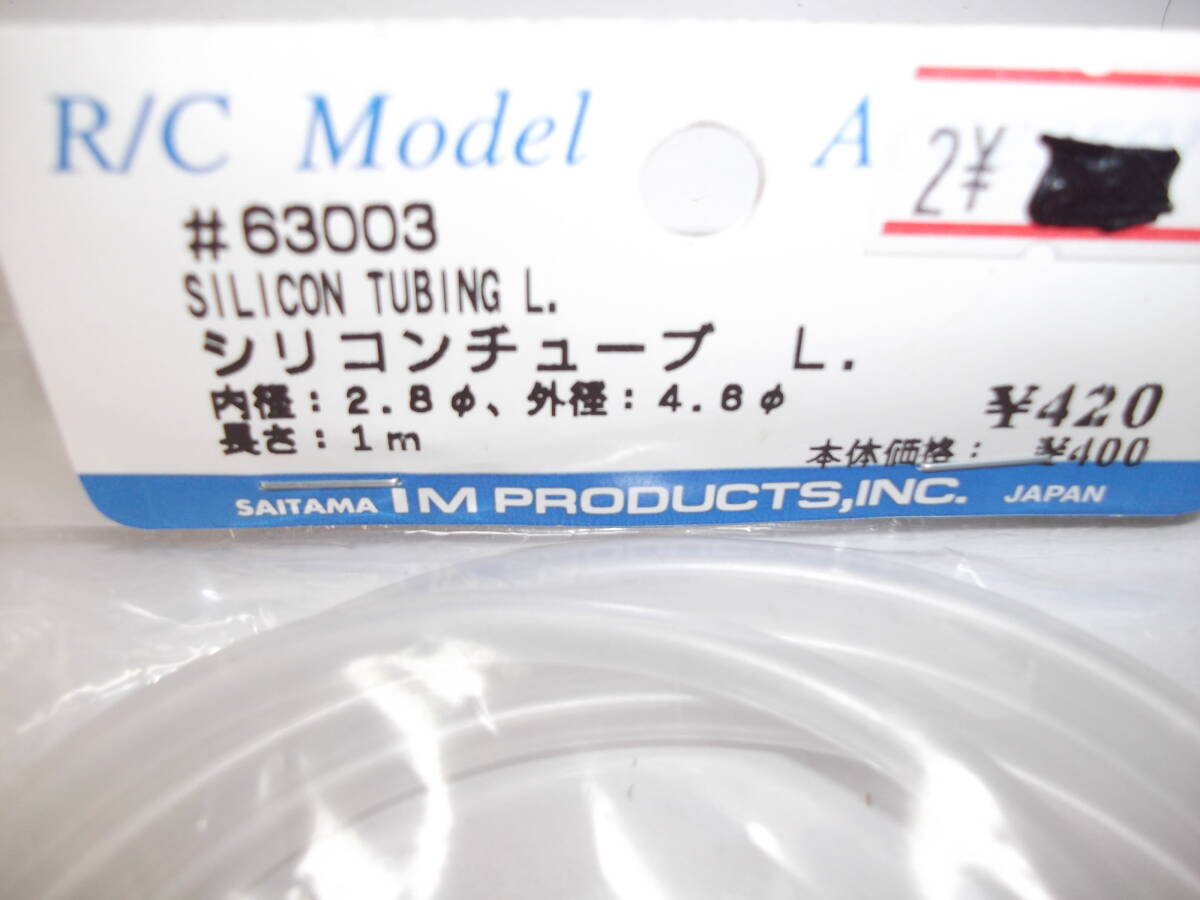 R/C Model A
2¥
#63003
SILICON TUBING L.
シリコンチューブ L.
内径:2.8φ、外径:4.6φ
長さ:1m
¥420
本体価格: ¥400
SAITAMA IM PRODUCTS,INC. JAPAN